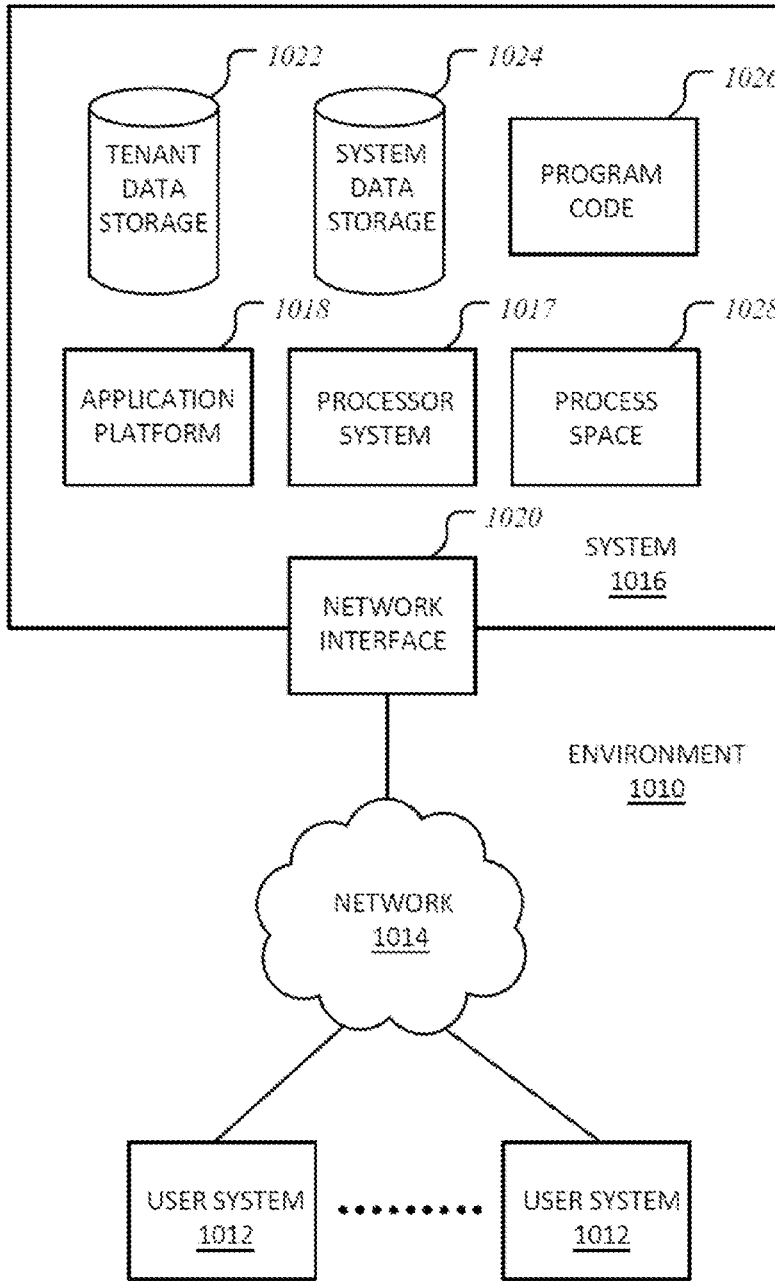 1022
1024
1026
TENANT
DATA
STORAGE
SYSTEM
DATA
STORAGE
PROGRAM
CODE
1018
1017
1028
APPLICATION
PLATFORM
PROCESSOR
SYSTEM
PROCESS
SPACE
1020
SYSTEM
1016
NETWORK
INTERFACE
ENVIRONMENT
1010
NETWORK
1014
USER SYSTEM
1012
USER SYSTEM
1012